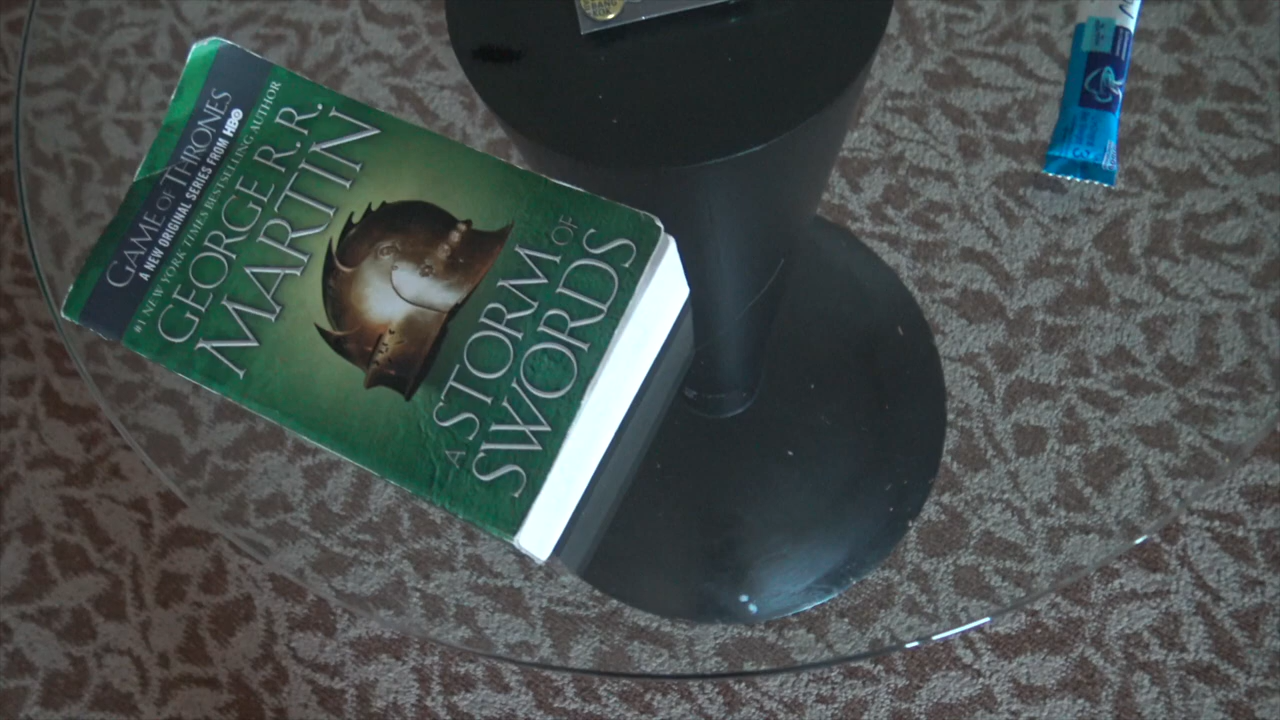 GAME OF THRONES
A NEW ORIGINAL SERIES FROM HBO
#1 NEW YORK TIMES BESTSELLING AUTHOR
GEORGE R.R.
MARTIN
A STORM OF
SWORDS